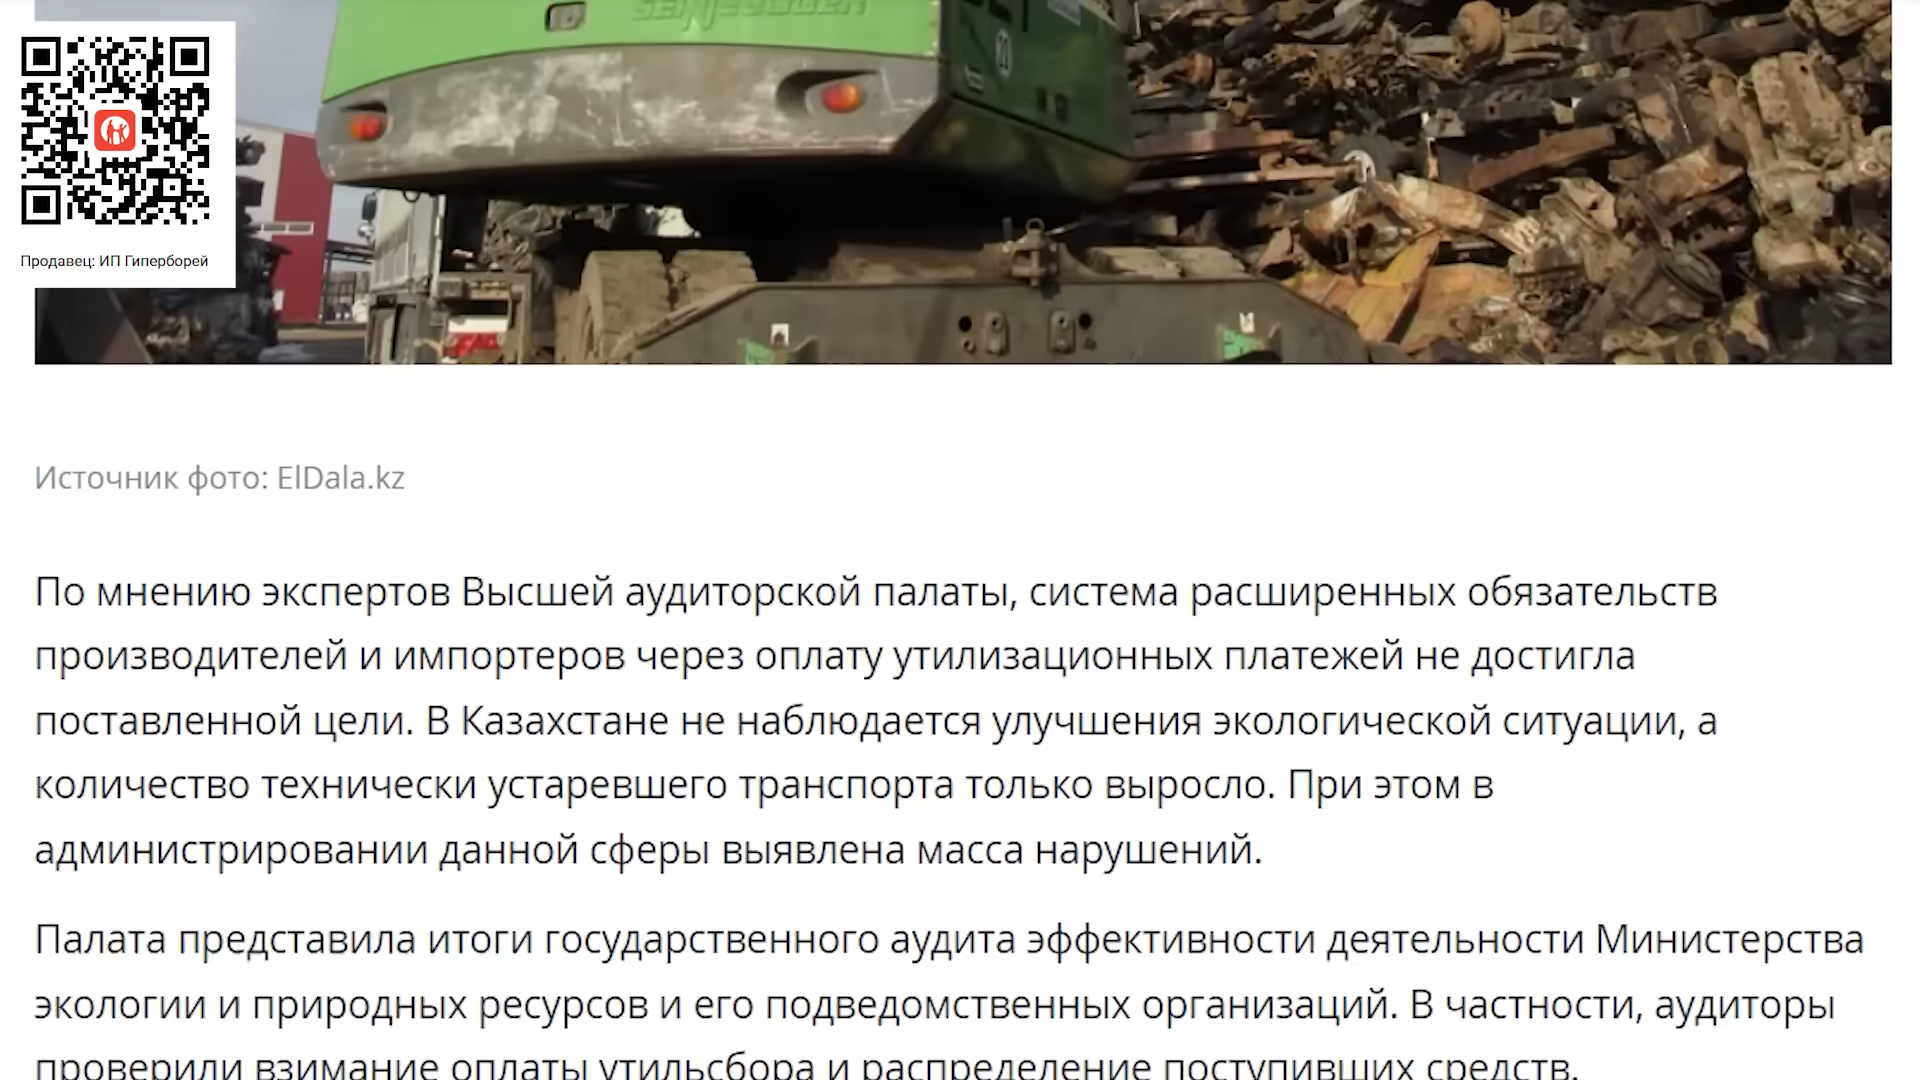 SENNEBOGEN
Продавец: ИП Гиперборей
Источник фото: ElDala.kz
По мнению экспертов Высшей аудиторской палаты, система расширенных обязательств
производителей и импортеров через оплату утилизационных платежей не достигла
поставленной цели. В Казахстане не наблюдается улучшения экологической ситуации, а
количество технически устаревшего транспорта только выросло. При этом в
администрировании данной сферы выявлена масса нарушений.
Палата представила итоги государственного аудита эффективности деятельности Министерства
экологии и природных ресурсов и его подведомственных организаций. В частности, аудиторы
проверили взимание оплаты утильсбора и распределение поступивших средств.